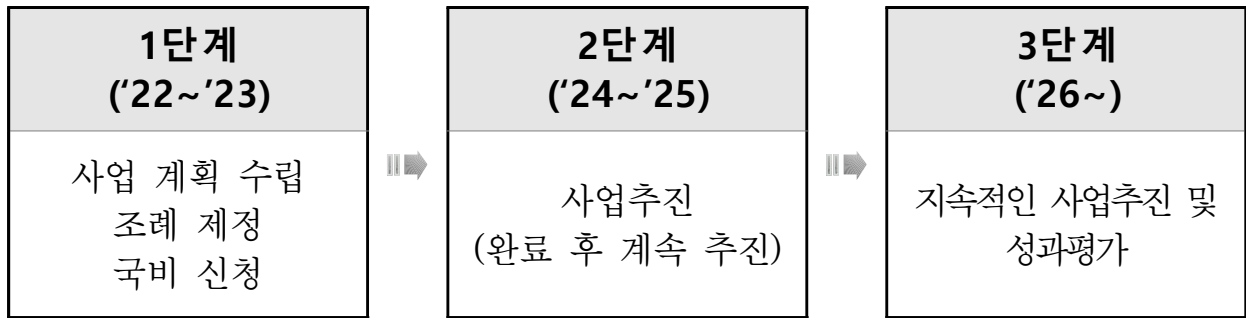 1단계
(‘22~’23)
사업 계획 수립
조례 제정
국비 신청
2단계
(‘24~’25)
사업추진
(완료 후 계속 추진)
3단계
(‘26~)
지속적인 사업추진 및
성과평가